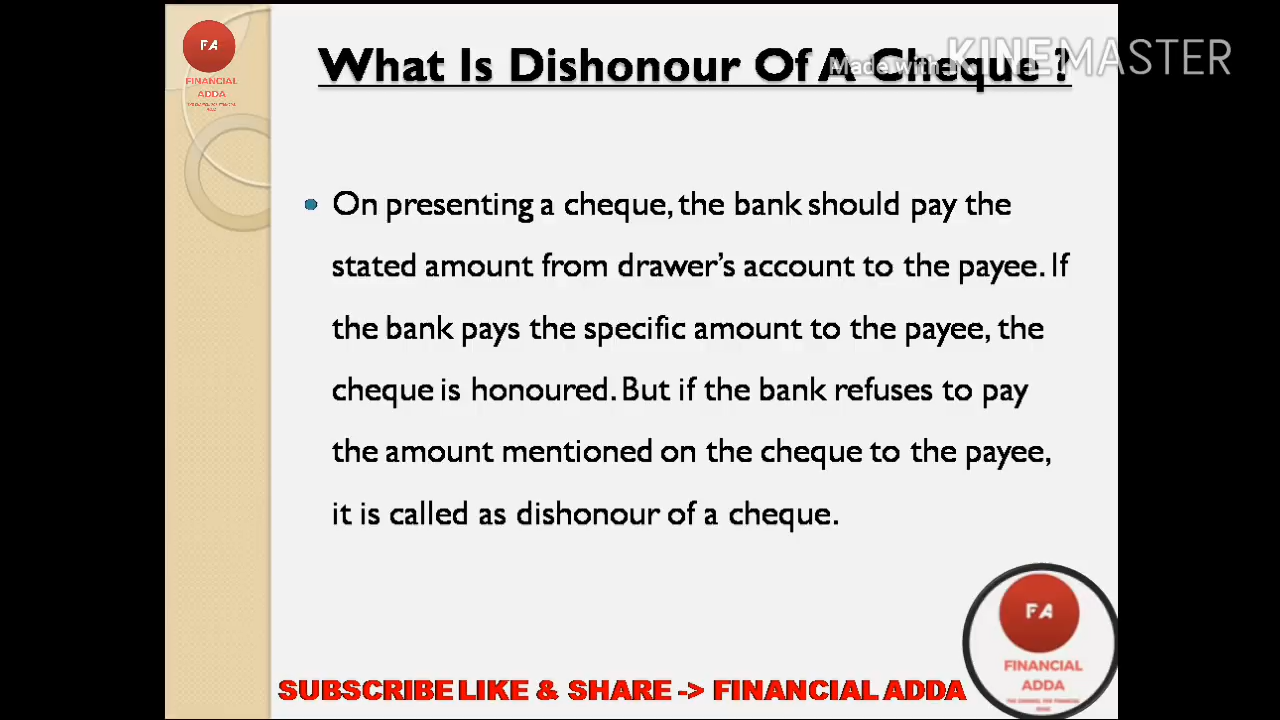 FA
FINANCIAL
ADDA
What Is Dishonour Of A Cheque ?
Made with
KINEMASTER
On presenting a cheque, the bank should pay the
stated amount from drawer's account to the payee. If
the bank pays the specific amount to the payee, the
cheque is honoured. But if the bank refuses to pay
the amount mentioned on the cheque to the payee,
it is called as dishonour of a cheque.
FA
FINANCIAL
ADDA
SUBSCRIBE LIKE & SHARE -> FINANCIAL ADDA